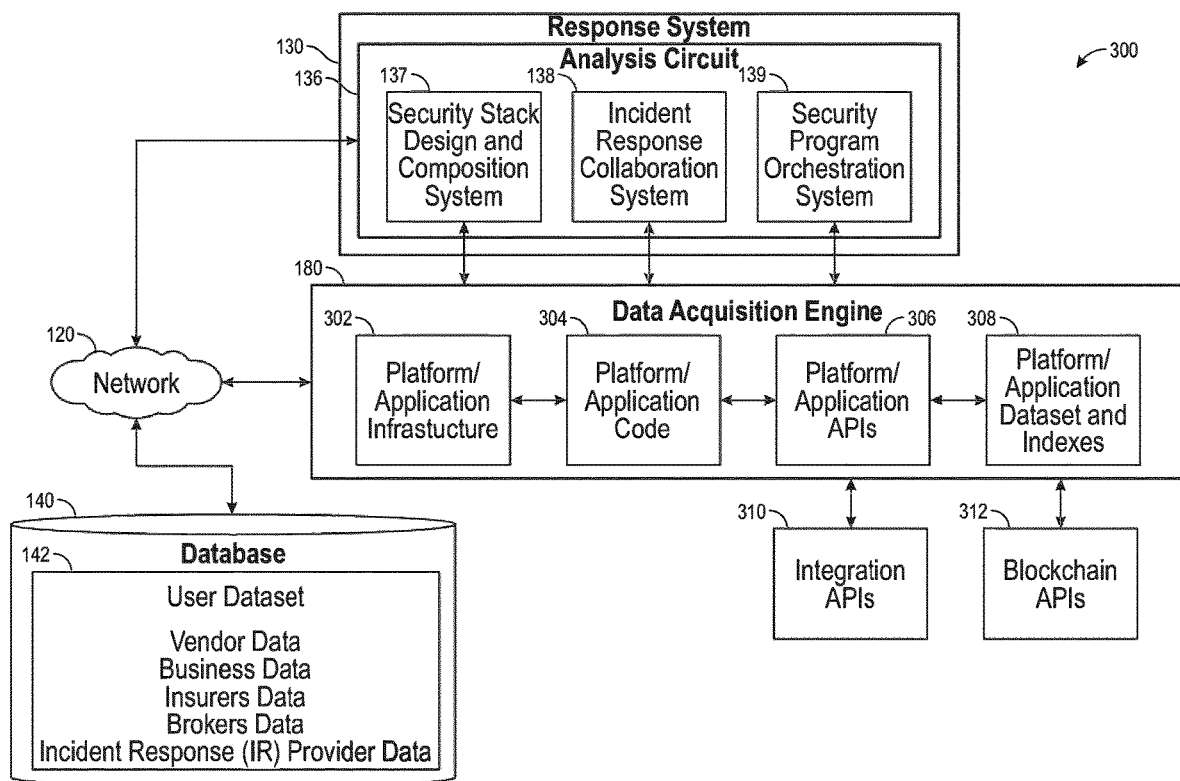 Response System
130
Analysis Circuit
300
136
137
138
139
Security Stack
Design and
Composition
System
Incident
Response
Collaboration
System
Security
Program
Orchestration
System
180
Data Acquisition Engine
302
304
306
308
120
Network
Platform/
Application
Infrastucture
Platform/
Application
Code
Platform/
Application
APIs
Platform/
Application
Dataset and
Indexes
140
310
312
Database
142
Integration
APIs
Blockchain
APIs
User Dataset
Vendor Data
Business Data
Insurers Data
Brokers Data
Incident Response (IR) Provider Data